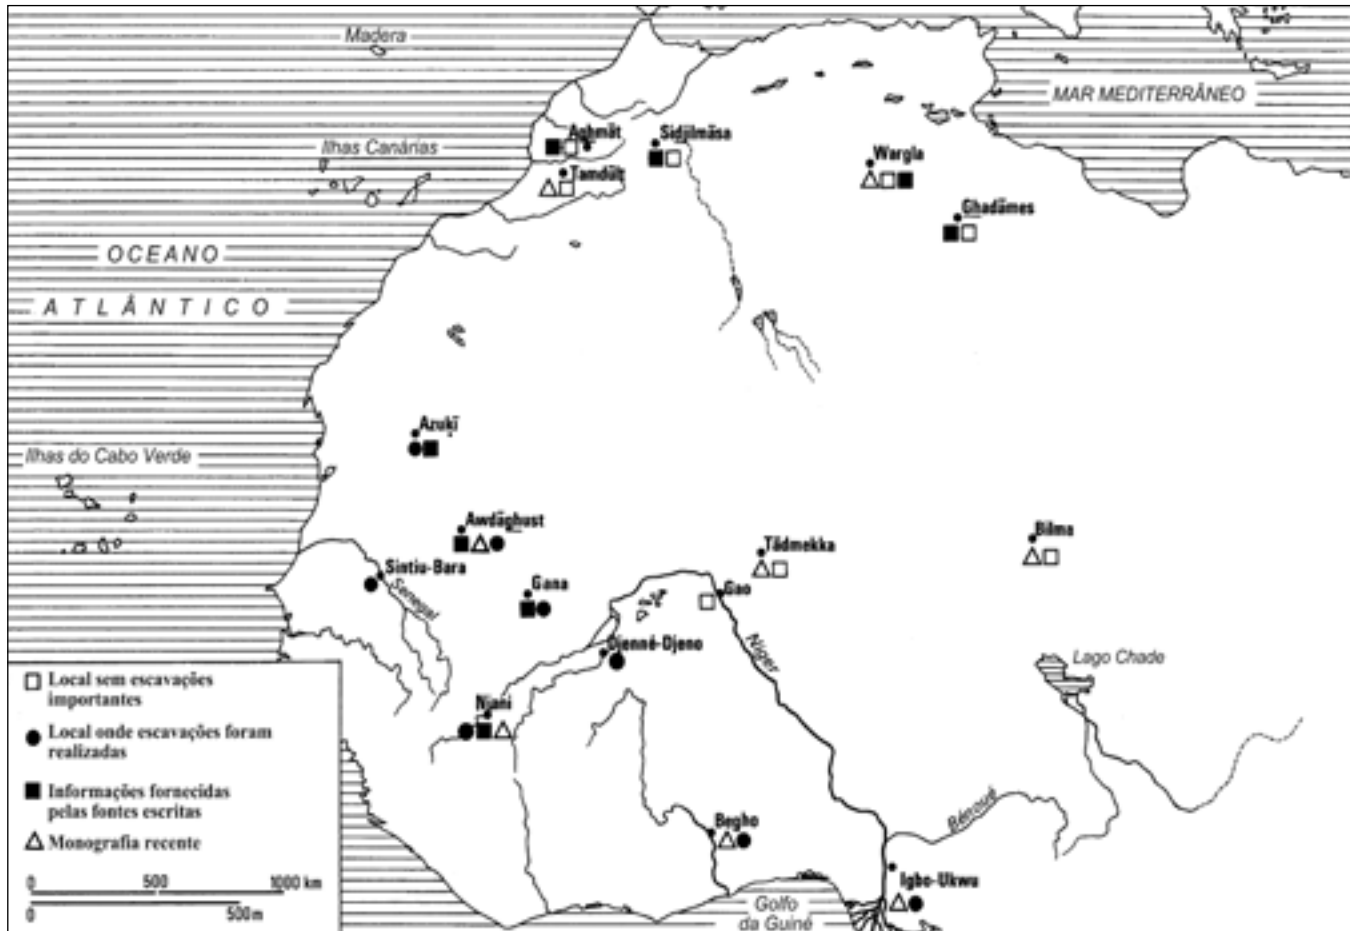 Madera
MAR MEDITERRÂNEO
Aghmāt
Sidjilmāsa
Ilhas Canárias
Wargla
Tamdūlt
Ghadāmes
OCEANO
ATLÂNTICO
Azuḳī
Ilhas do Cabo Verde
Awdāghust
Bilma
Tādmekka
Sintiu-Bara
Gana
Gao
Senegal
Djenné-Djeno
Niger
Lago Chade
Niani
Local sem escavações
importantes
Local onde escavações foram
realizadas
Informações fornecidas
pelas fontes escritas
Monografia recente
Begho
Bénoué
Igbo-Ukwu
0 500 1000 km
0 500 m
Golfo
da Guiné